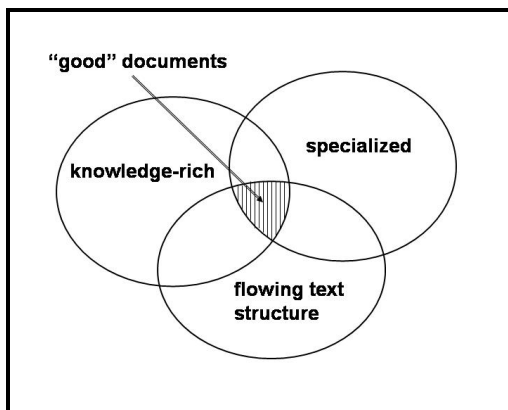 “good” documents
specialized
knowledge-rich
flowing text
structure